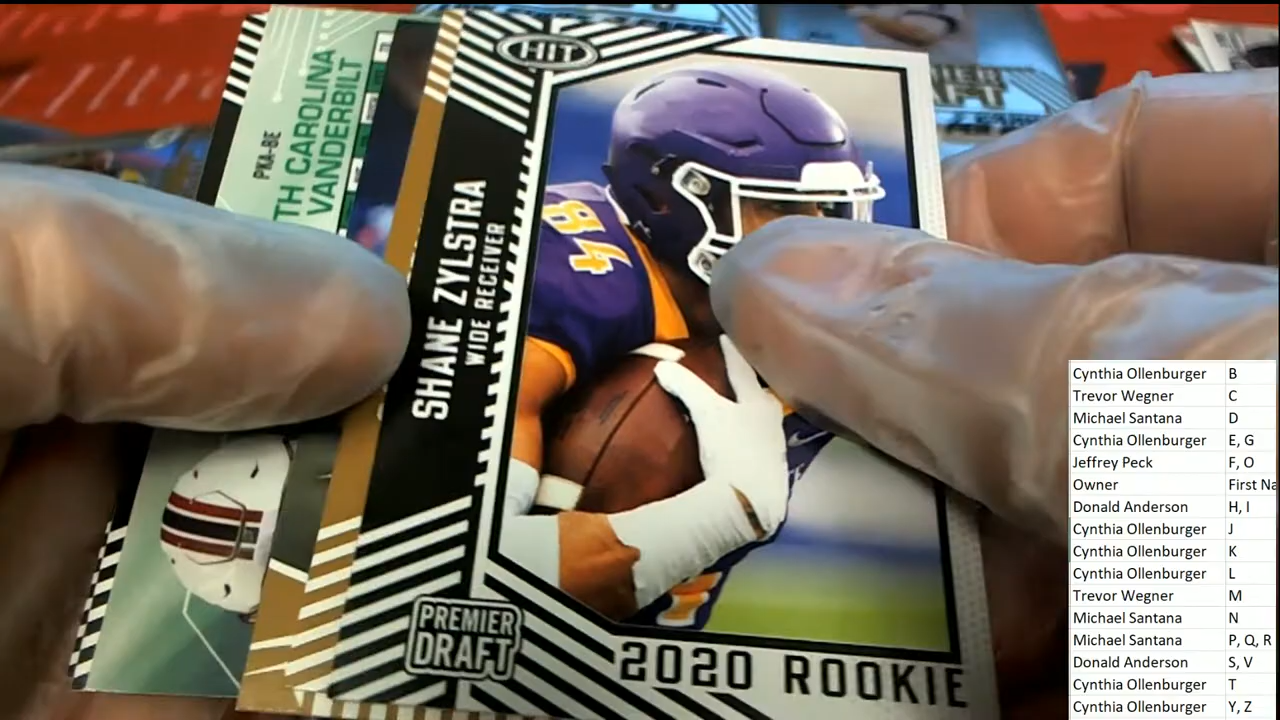 HIT
SHANE ZYLSTRA
WIDE RECEIVER
84
PREMIER
DRAFT
2020 ROOKIE
PKA-BE
TH CAROLINA
VANDERBILT
Cynthia Ollenburger B
Trevor Wegner C
Michael Santana D
Cynthia Ollenburger E, G
Jeffrey Peck F, O
Owner First Na
Donald Anderson H, I
Cynthia Ollenburger J
Cynthia Ollenburger K
Cynthia Ollenburger L
Trevor Wegner M
Michael Santana N
Michael Santana P, Q, R
Donald Anderson S, V
Cynthia Ollenburger T
Cynthia Ollenburger Y, Z